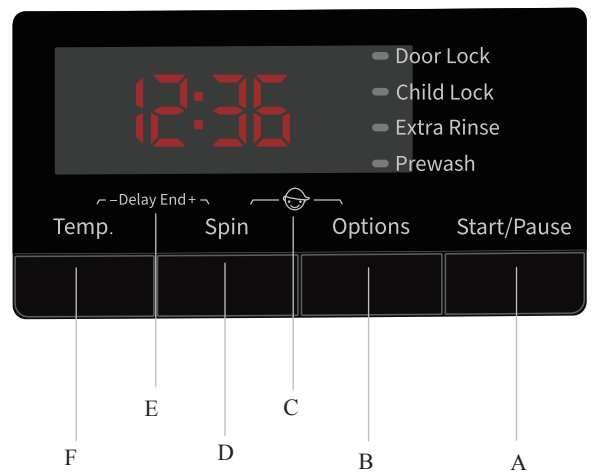 12:36
Door Lock
Child Lock
Extra Rinse
Prewash
–Delay End+
Temp. Spin Options Start/Pause
E C
F D B A